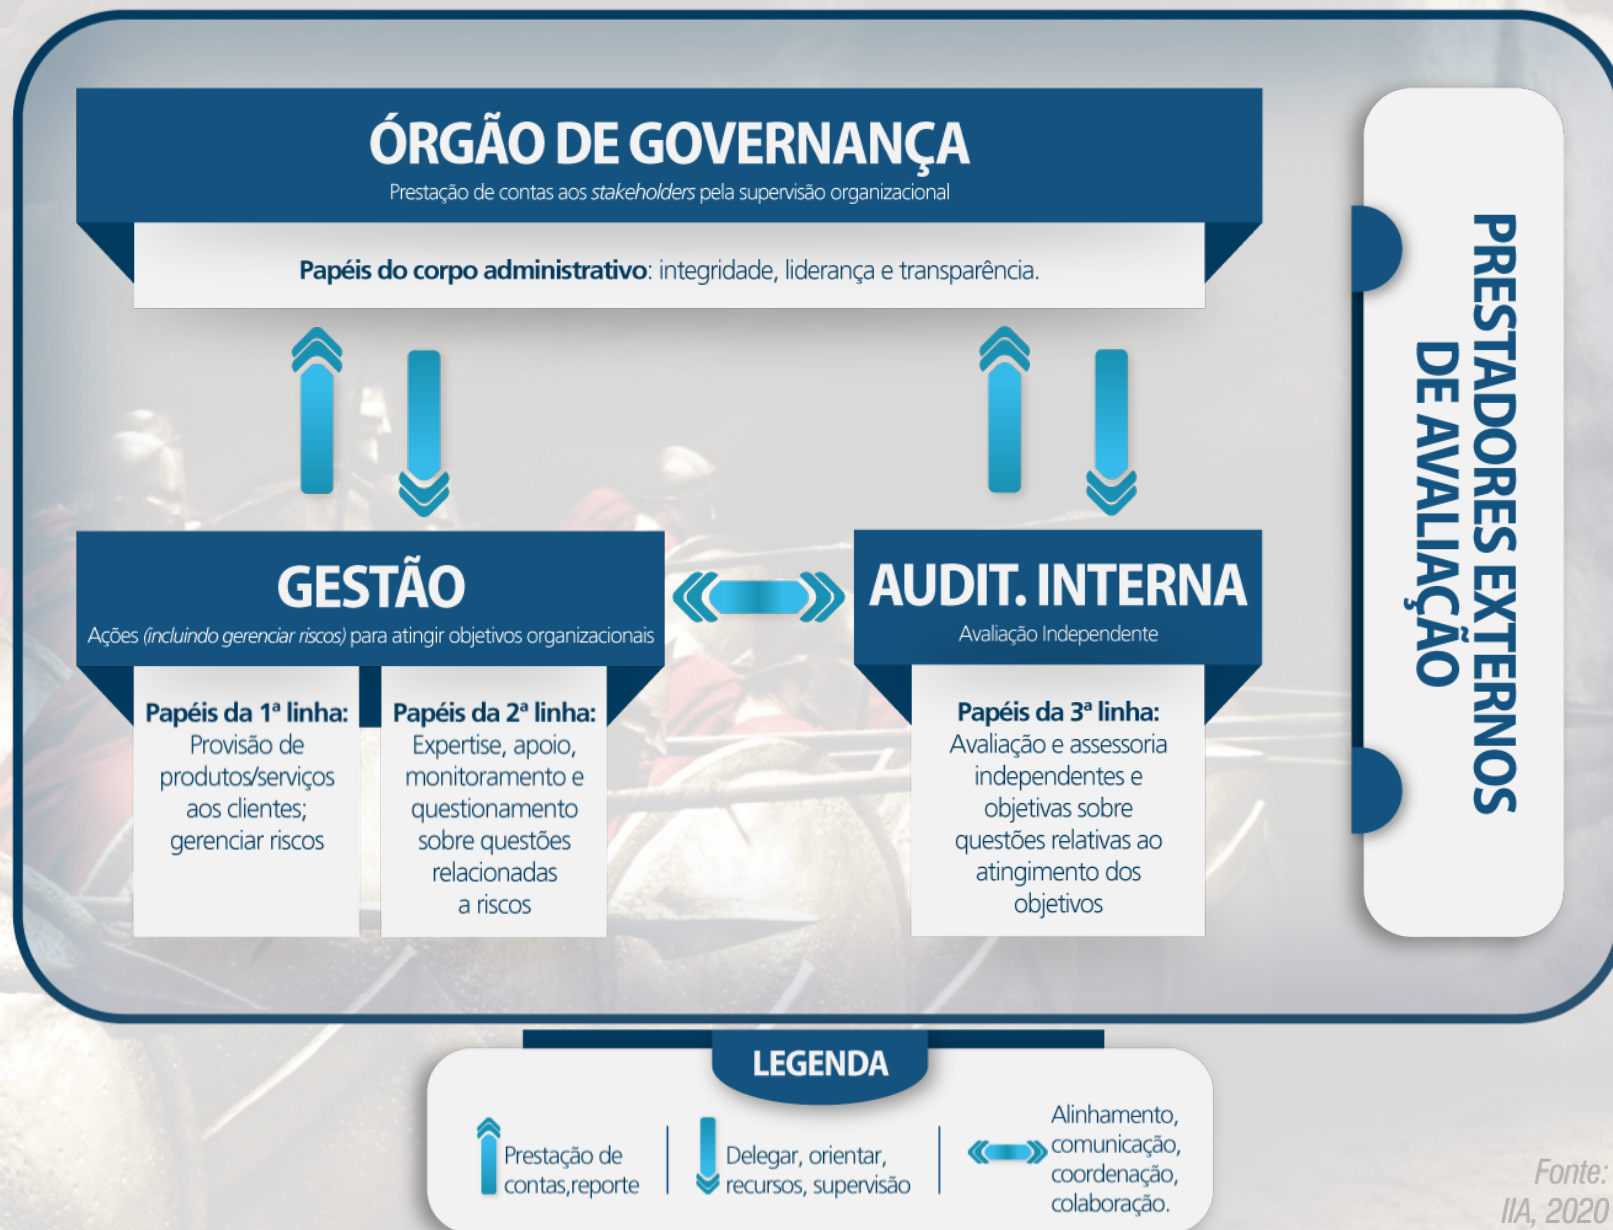 ÓRGÃO DE GOVERNANÇA
Prestação de contas aos stakeholders pela supervisão organizacional
Papéis do corpo administrativo: integridade, liderança e transparência.
GESTÃO
Ações (incluindo gerenciar riscos) para atingir objetivos organizacionais
Papéis da 1ª linha:
Provisão de
produtos/serviços
aos clientes;
gerenciar riscos
Papéis da 2ª linha:
Expertise, apoio,
monitoramento e
questionamento
sobre questões
relacionadas
a riscos
AUDIT. INTERNA
Avaliação Independente
Papéis da 3ª linha:
Avaliação e assessoria
independentes e
objetivas sobre
questões relativas ao
atingimento dos
objetivos
PRESTADORES EXTERNOS
DE AVALIAÇÃO
LEGENDA
Prestação de
contas,reporte
Delegar, orientar,
recursos, supervisão
Alinhamento,
comunicação,
coordenação,
colaboração.
Fonte:
IIA, 2020